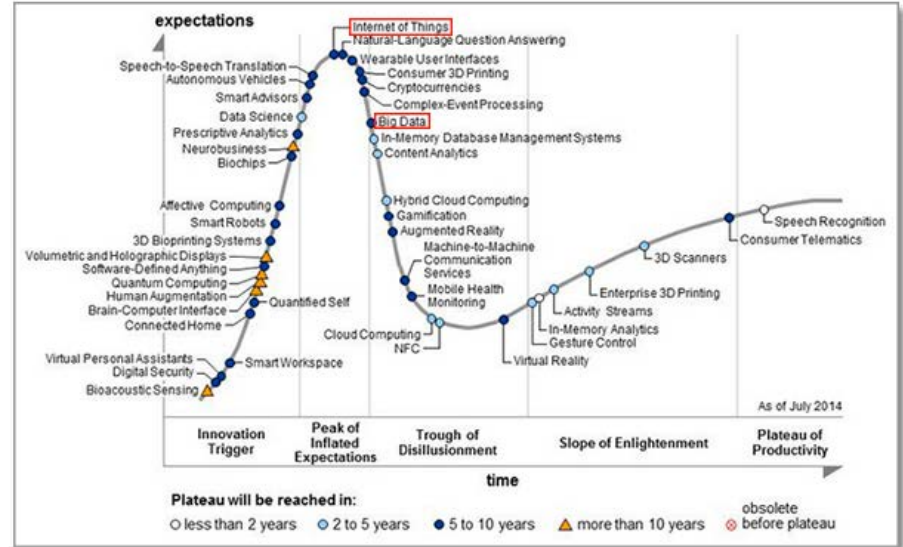 expectations
Internet of Things
Natural-Language Question Answering
Wearable User Interfaces
Consumer 3D Printing
Cryptocurrencies
Complex-Event Processing
Speech-to-Speech Translation
Autonomous Vehicles
Smart Advisors
Data Science
Prescriptive Analytics
Neurobusiness
Biochips
Big Data
In-Memory Database Management Systems
Content Analytics
Hybrid Cloud Computing
Gamification
Augmented Reality
Machine-to-Machine
Communication
Services
Mobile Health
Monitoring
Affective Computing
Smart Robots
3D Bioprinting Systems
Volumetric and Holographic Displays
Software-Defined Anything
Quantum Computing
Human Augmentation
Brain-Computer Interface
Connected Home
Quantified Self
Virtual Personal Assistants
Digital Security
Bioacoustic Sensing
Smart Workspace
Cloud Computing
NFC
Virtual Reality
Gesture Control
In-Memory Analytics
Activity Streams
Enterprise 3D Printing
3D Scanners
Consumer Telematics
Speech Recognition
As of July 2014
Innovation
Trigger
Peak of
Inflated
Expectations
Trough of
Disillusionment
Slope of Enlightenment
Plateau of
Productivity
time
Plateau will be reached in:
less than 2 years
2 to 5 years
5 to 10 years
more than 10 years
obsolete
before plateau